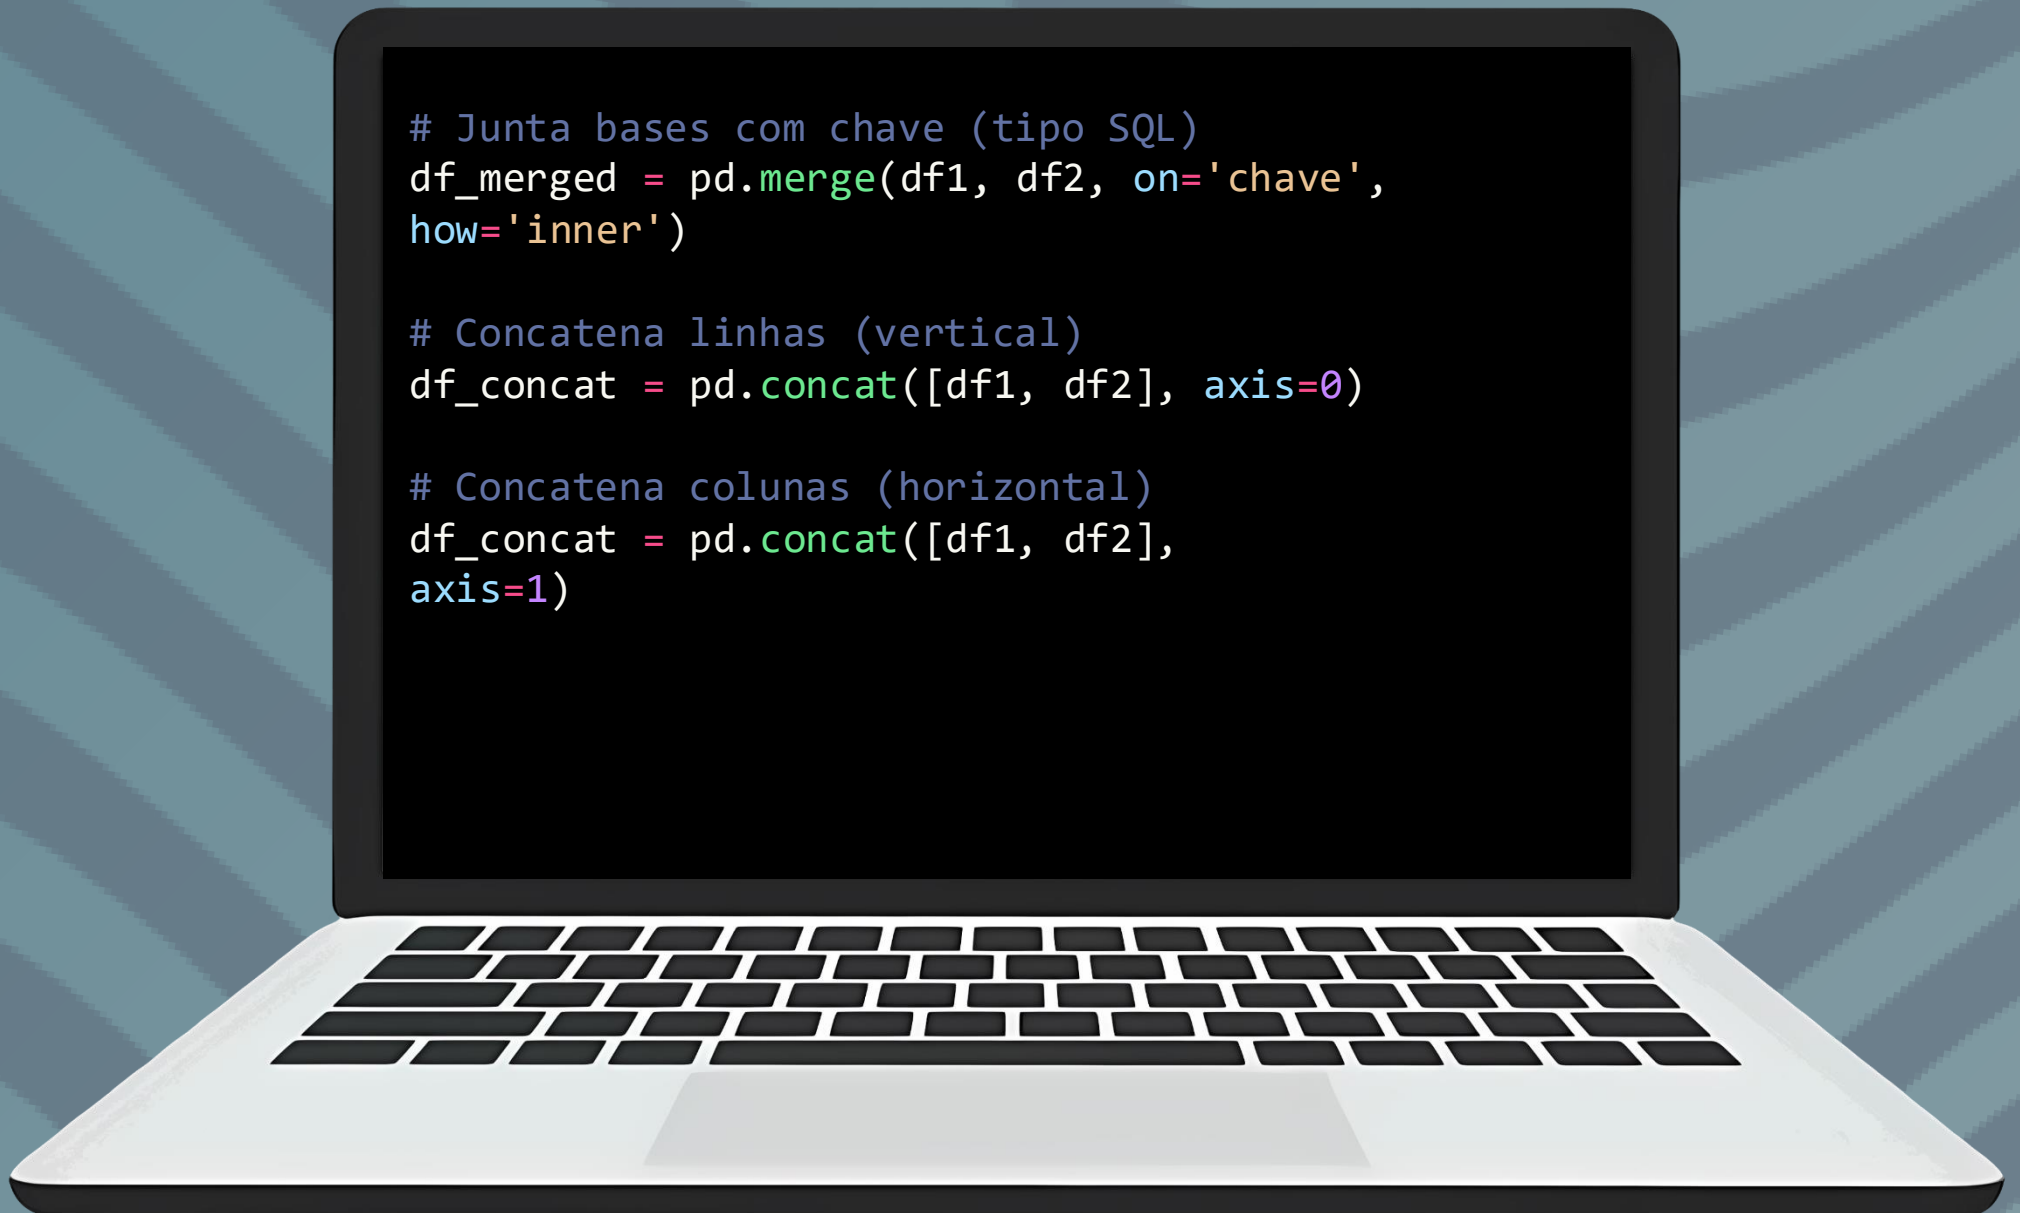 # Junta bases com chave (tipo SQL)
df_merged = pd.merge(df1, df2, on='chave',
how='inner')
# Concatena linhas (vertical)
df_concat = pd.concat([df1, df2], axis=0)
# Concatena colunas (horizontal)
df_concat = pd.concat([df1, df2],
axis=1)